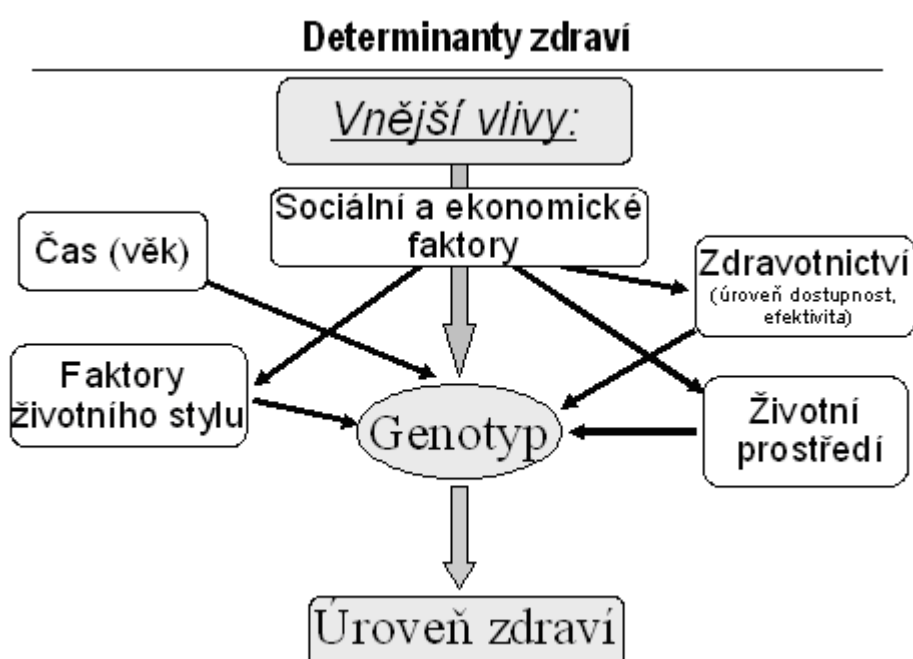 Determinanty zdraví
Vnější vlivy:
Sociální a ekonomické
faktory
Čas (věk)
Zdravotnictví
(úroveň dostupnost,
efektivita)
Faktory
životního stylu
Genotyp
Životní
prostředí
Úroveň zdraví